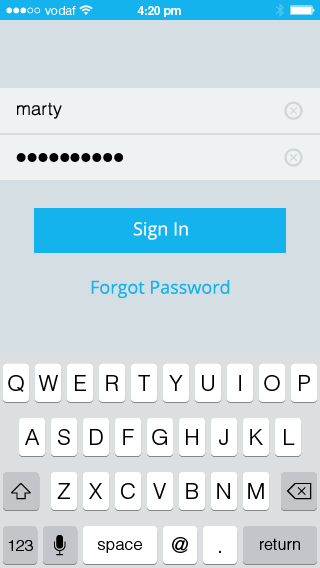 vodaf 4:20 pm
marty
••••••••••
Sign In
Forgot Password
Q W E R T Y U I O P
A S D F G H J K L
Z X C V B N M
123 space @ . return